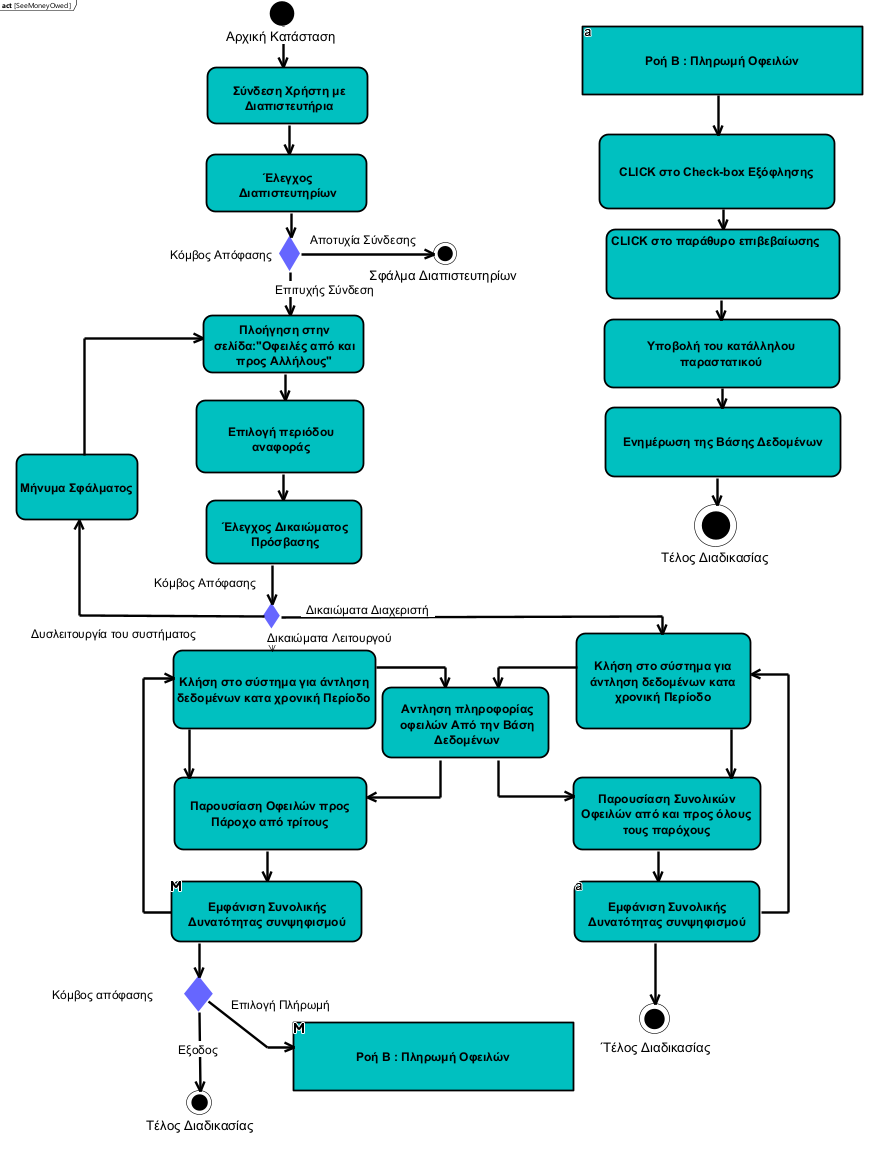 act [SeeMoneyOwed]
Αρχική Κατάσταση
Σύνδεση Χρήστη με
Διαπιστευτήρια
Έλεγχος
Διαπιστευτηρίων
Κόμβος Απόφασης
Αποτυχία Σύνδεσης
Σφάλμα Διαπιστευτηρίων
Επιτυχής Σύνδεση
Πλοήγηση στην
σελίδα:"Οφειλές από και
προς Αλλήλους"
Επιλογή περιόδου
αναφοράς
Μήνυμα Σφάλματος
Έλεγχος Δικαιώματος
Πρόσβασης
Κόμβος Απόφασης
Δικαιώματα Διαχεριστή
Δυσλειτουργία του συστήματος
Δικαιώματα Λειτουργού
Κλήση στο σύστημα για άντληση
δεδομένων κατα χρονική Περίοδο
Αντληση πληροφορίας
οφειλών Από την Βάση
Δεδομένων
Κλήση στο σύστημα για
άντληση δεδομένων κατα
χρονική Περίοδο
Παρουσίαση Οφειλών προς
Πάροχο από τρίτους
Παρουσίαση Συνολικών
Οφειλών από και προς όλους
τους παρόχους
M
Εμφάνιση Συνολικής
Δυνατότητας συνψηφισμού
a
Εμφάνιση Συνολικής
Δυνατότητας συνψηφισμού
Κόμβος απόφασης
Επιλογή Πλήρωμή
Εξοδος
M
Ροή Β : Πληρωμή Οφειλών
Τέλος Διαδικασίας
Ύτέλος Διαδικασίας
a
Ροή Β : Πληρωμή Οφειλών
CLICK στο Check-box Εξόφλησης
CLICK στο παράθυρο επιβεβαίωσης
Υποβολή του κατάλληλου
παραστατικού
Ενημέρωση της Βάσης Δεδομένων
Τέλος Διαδικασίας